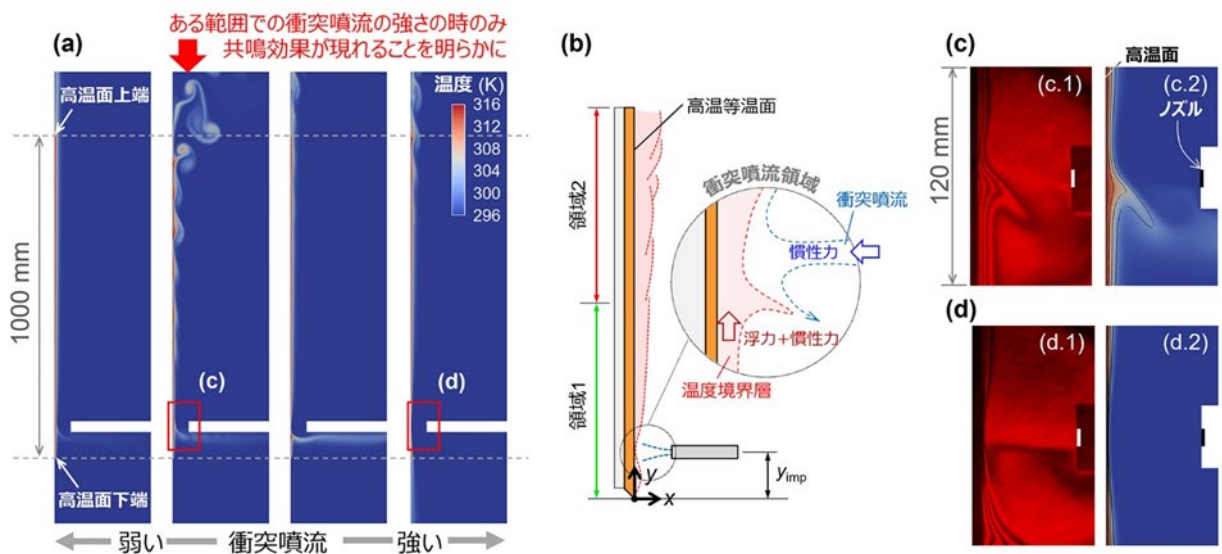 ある範囲での衝突噴流の強さの時のみ
共鳴効果が現れることを明らかに
(a)
高温面上端
温度 (K)
316
312
308
304
300
296
1000 mm
(c)
(d)
高温面下端
弱い
衝突噴流
強い
(b)
高温等温面
領域2
領域1
衝突噴流領域
衝突噴流
慣性力
浮力+慣性力
温度境界層
y
x
yimp
(c)
高温面
(c.1)
(c.2)
ノズル
120 mm
(d)
(d.1)
(d.2)